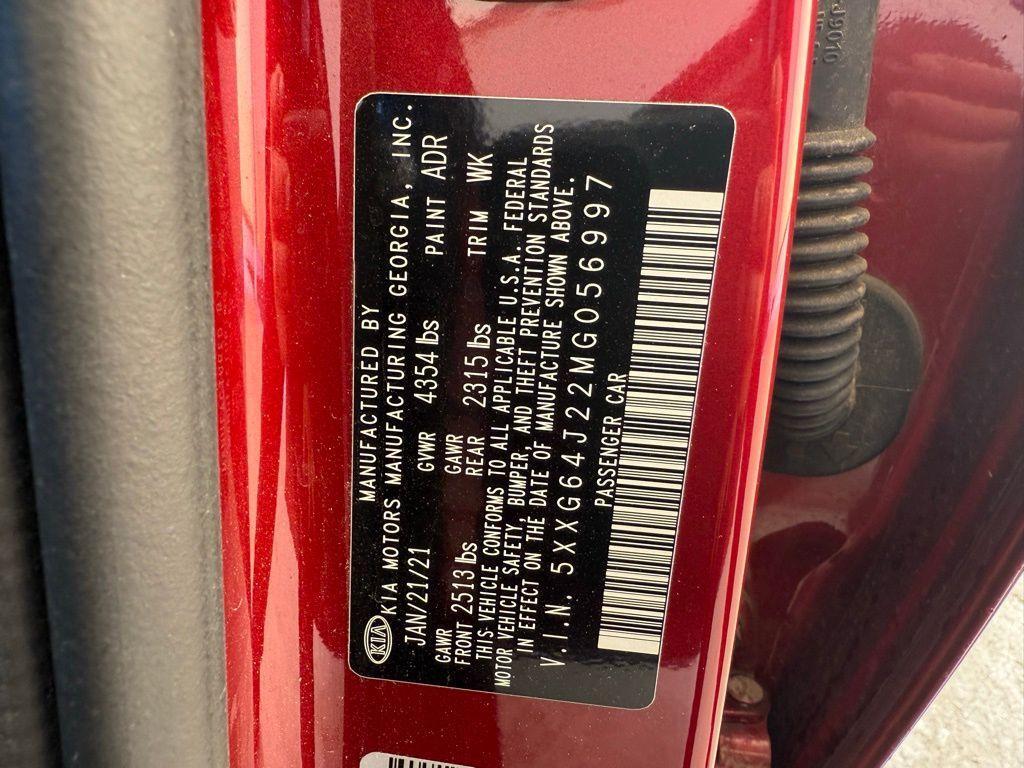 MANUFACTURED BY
KIA KIA MOTORS MANUFACTURING GEORGIA, INC.
JAN/21/21 GVWR 4354 lbs PAINT ADR
GAWR GAWR
FRONT 2513 lbs REAR 2315 lbs TRIM WK
THIS VEHICLE CONFORMS TO ALL APPLICABLE U.S.A. FEDERAL
MOTOR VEHICLE SAFETY, BUMPER, AND THEFT PREVENTION STANDARDS
IN EFFECT ON THE DATE OF MANUFACTURE SHOWN ABOVE.
V.I.N. 5XXG64J22MG056997
PASSENGER CAR